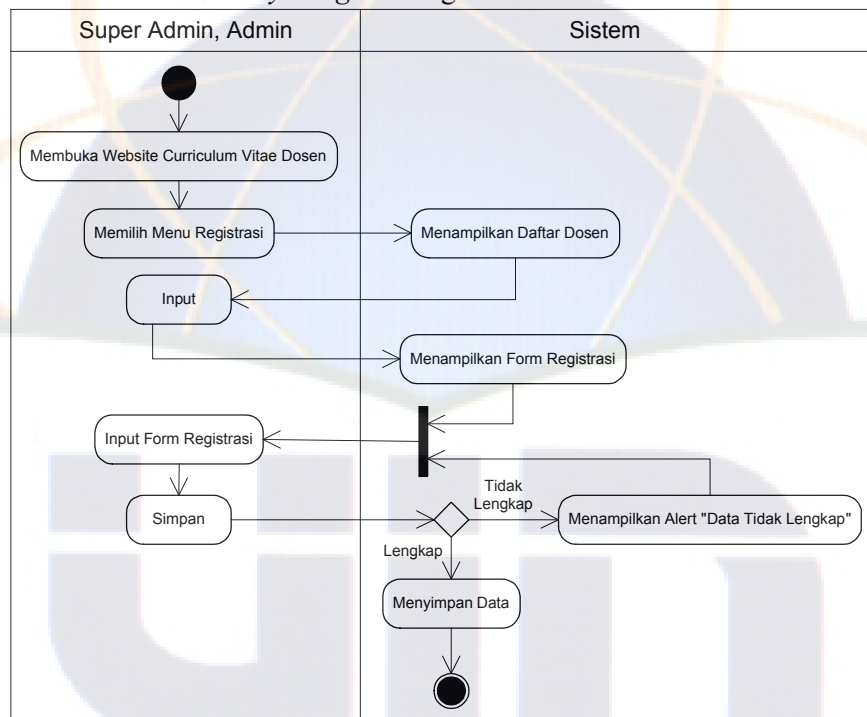 Super Admin, Admin
Sistem
Membuka Website Curriculum Vitae Dosen
Memilih Menu Registrasi
Menampilkan Daftar Dosen
Input
Menampilkan Form Registrasi
Input Form Registrasi
Tidak
Lengkap
Simpan
Menampilkan Alert "Data Tidak Lengkap"
Lengkap
Menyimpan Data